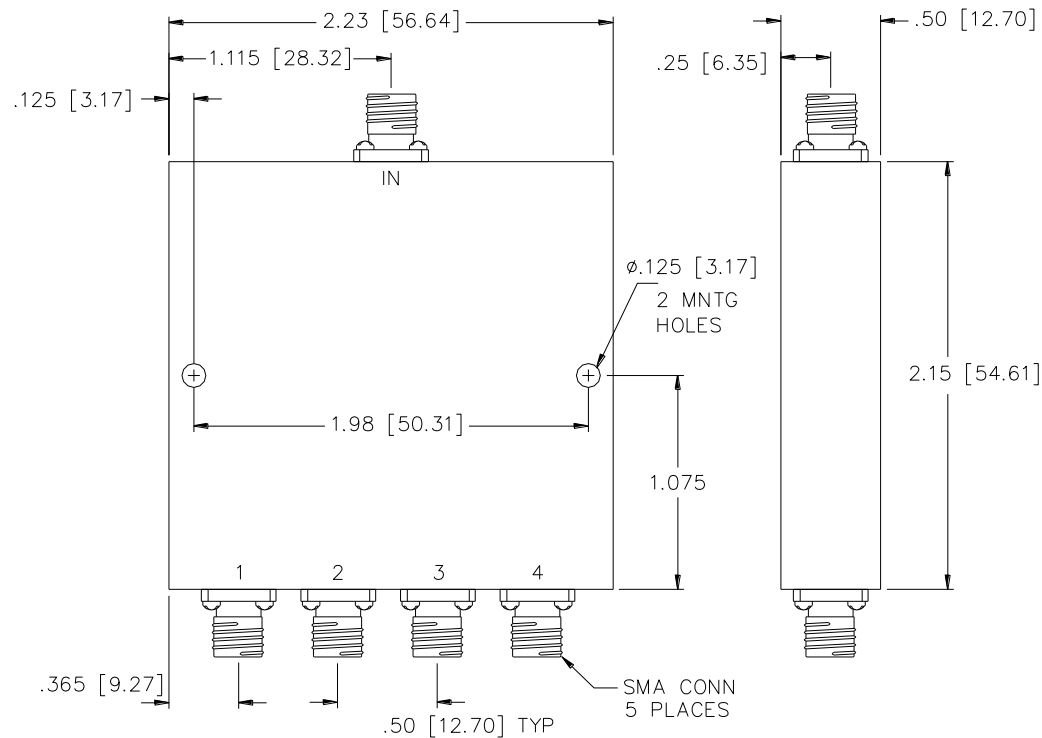 2.23 [56.64]
.50 [12.70]
1.115 [28.32]
.25 [6.35]
.125 [3.17]
IN
ø.125 [3.17]
2 MNTG
HOLES
2.15 [54.61]
1.98 [50.31]
1.075
1 2 3 4
.365 [9.27]
SMA CONN
5 PLACES
.50 [12.70] TYP